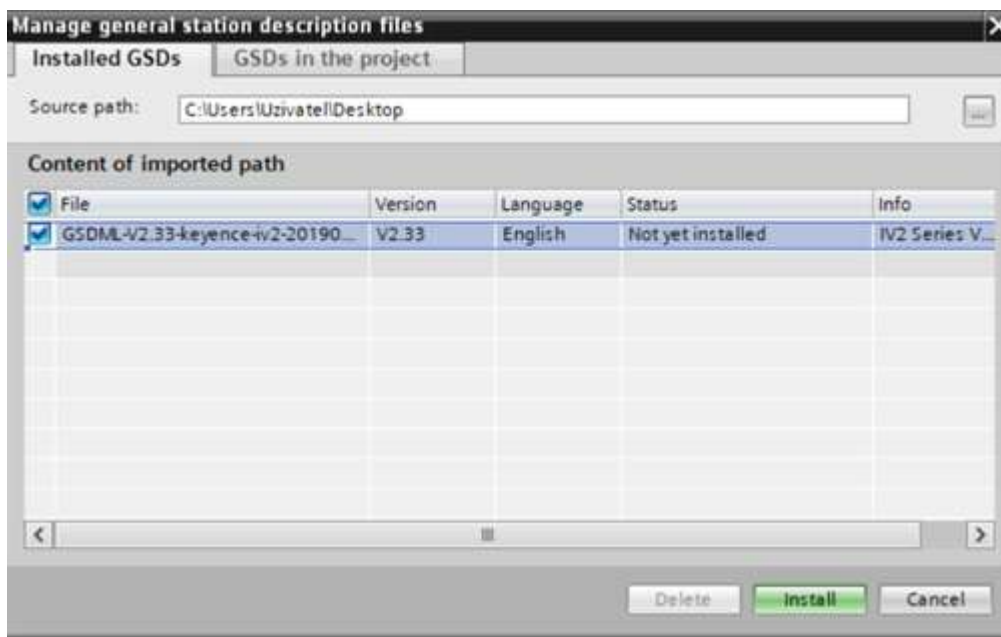 Manage general station description files
Installed GSDs GSDs in the project
Source path: C:\Users\Uzivatel\Desktop ...
Content of imported path
File Version Language Status Info
GSDML-V2.33-keyence-iv2-20190... V2.33 English Not yet installed IV2 Series V...
Delete Install Cancel